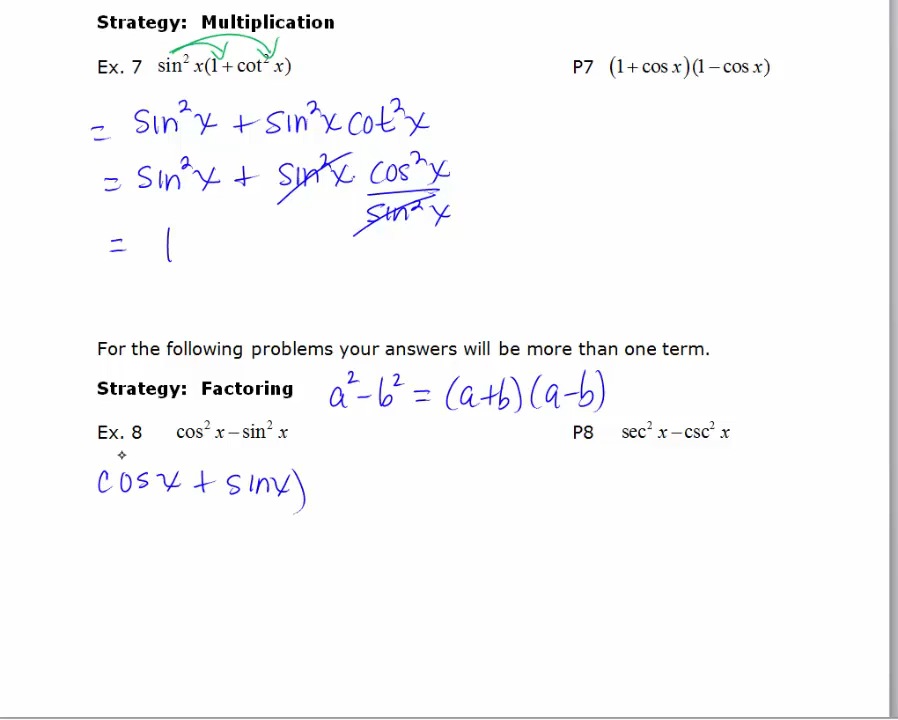 Strategy: Multiplication
Ex. 7 sin² x(1 + cot² x)
P7 (1 + cos x)(1 − cos x)
= sin²x + sin²x cot²x
= sin²x + sin²x · cos²x / sin²x
= 1
For the following problems your answers will be more than one term.
Strategy: Factoring a² − b² = (a+b)(a−b)
Ex. 8 cos² x − sin² x
P8 sec² x − csc² x
cosx + sinx)